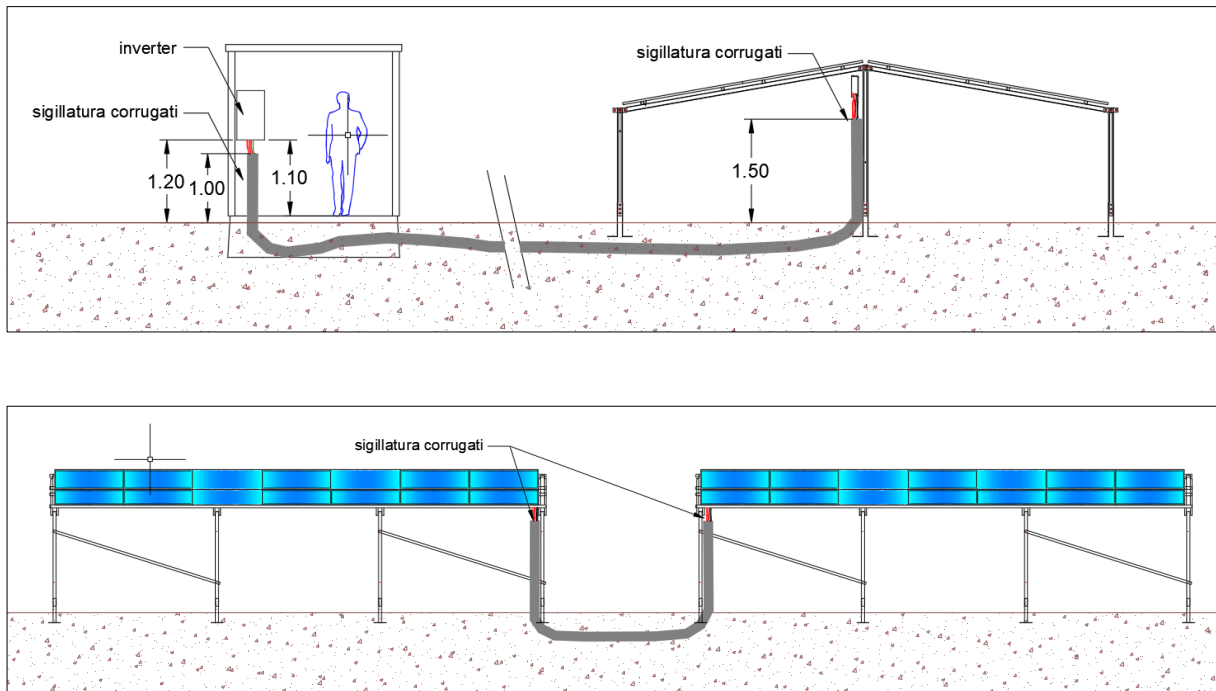 inverter
sigillatura corrugati
sigillatura corrugati
1.20
1.00
1.10
1.50
sigillatura corrugati